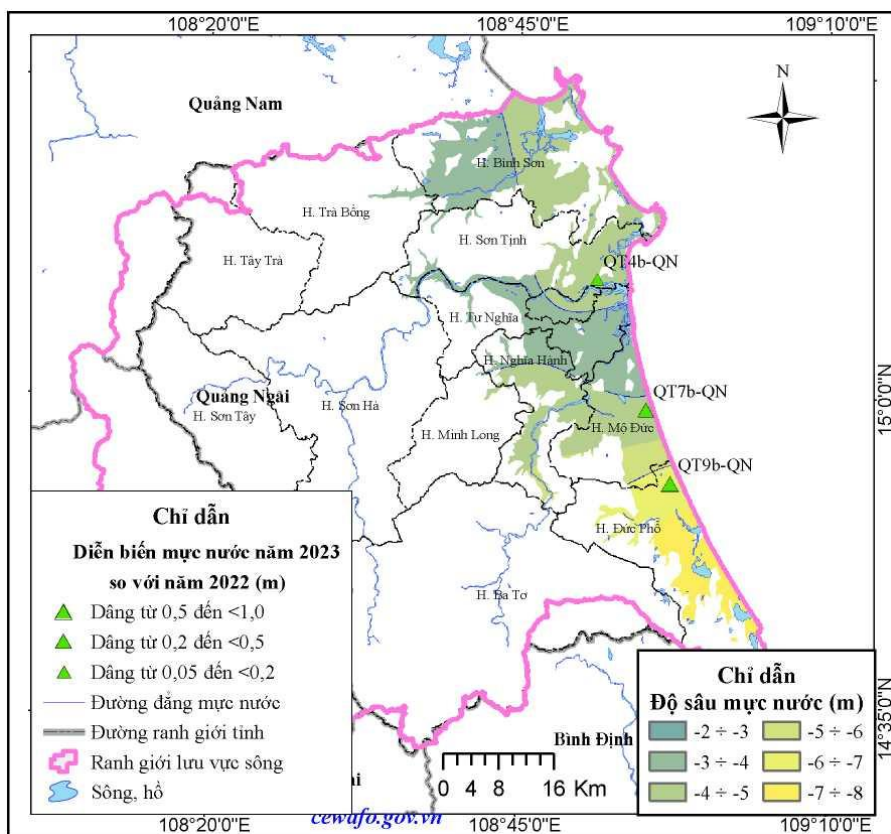 108°20'0"E
108°45'0"E
109°10'0"E
N
Quảng Nam
H. Bình Sơn
H. Trà Bồng
H. Sơn Tịnh
H. Tây Trà
QT4b-QN
H. Tư Nghĩa
H. Nghĩa Hành
Quảng Ngãi
H. Sơn Tây
H. Sơn Hà
QT7b-QN
15°0'0"N
H. Mộ Đức
H. Minh Long
QT9b-QN
H. Đức Phổ
H. Ba Tơ
Chỉ dẫn
Diễn biến mực nước năm 2023
so với năm 2022 (m)
Dâng từ 0,5 đến <1,0
Dâng từ 0,2 đến <0,5
Dâng từ 0,05 đến <0,2
Đường đẳng mực nước
Đường ranh giới tỉnh
Ranh giới lưu vực sông
Sông, hồ
Chỉ dẫn
Độ sâu mực nước (m)
-2 ÷ -3
-5 ÷ -6
-3 ÷ -4
-6 ÷ -7
-4 ÷ -5
-7 ÷ -8
14°35'0"N
Bình Định
0 4 8 16 Km
cewafo.gov.vn
108°20'0"E
108°45'0"E
109°10'0"E